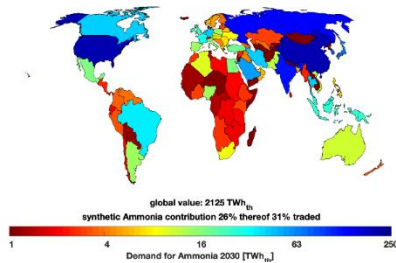 global value: 2125 TWhth
synthetic Ammonia contribution 26% thereof 31% traded
1 4 16 63 250
Demand for Ammonia 2030 [TWhth]